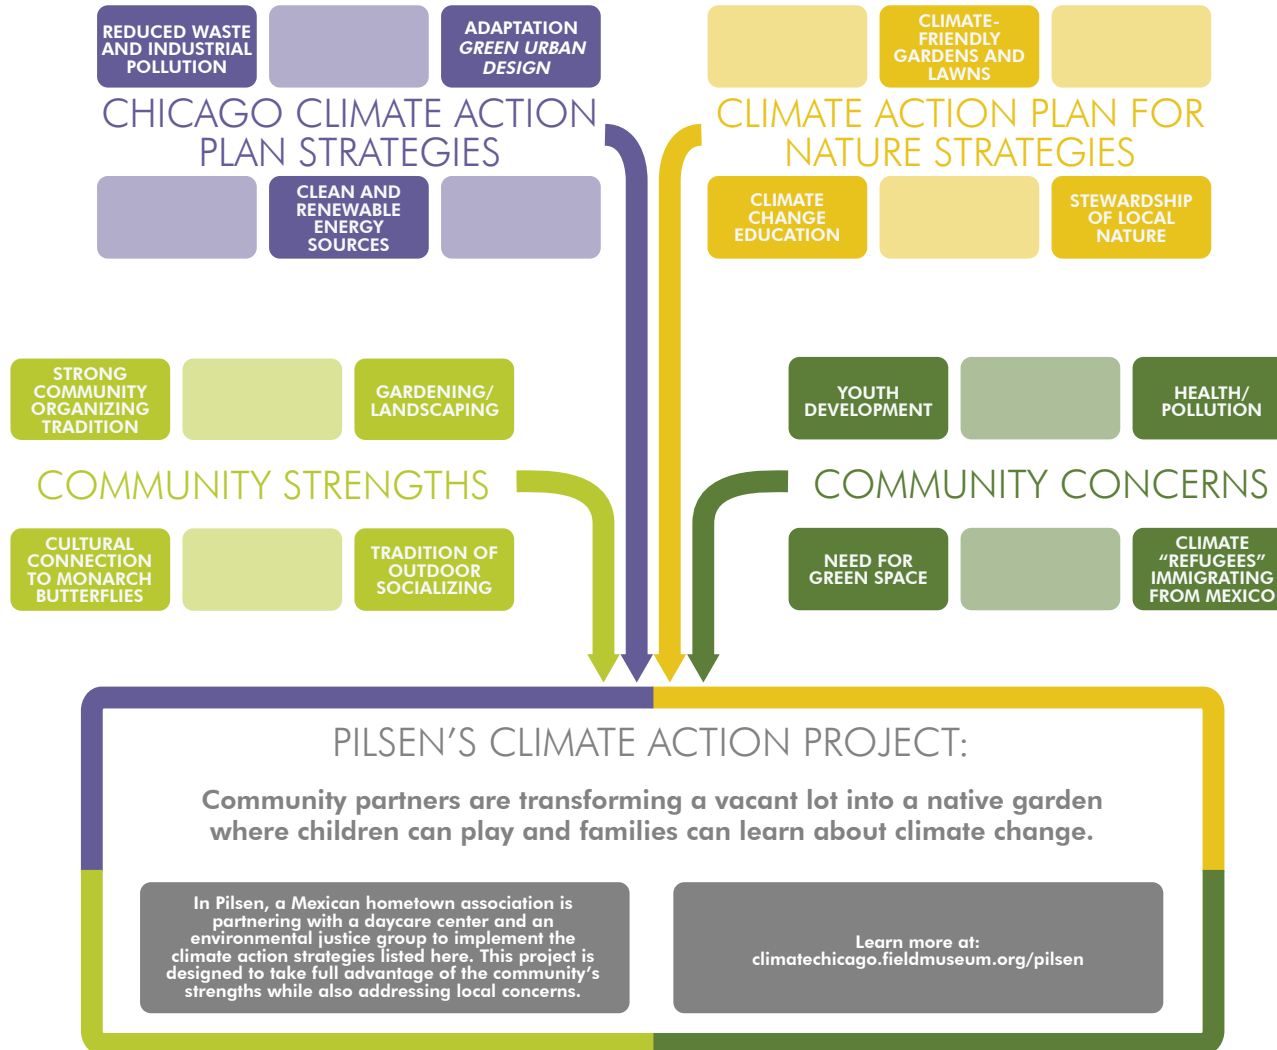 REDUCED WASTE
AND INDUSTRIAL
POLLUTION
ADAPTATION
GREEN URBAN
DESIGN
CHICAGO CLIMATE ACTION
PLAN STRATEGIES
CLEAN AND
RENEWABLE
ENERGY
SOURCES
CLIMATE-
FRIENDLY
GARDENS AND
LAWNS
CLIMATE ACTION PLAN FOR
NATURE STRATEGIES
CLIMATE
CHANGE
EDUCATION
STEWARDSHIP
OF LOCAL
NATURE
STRONG
COMMUNITY
ORGANIZING
TRADITION
GARDENING/
LANDSCAPING
COMMUNITY STRENGTHS
CULTURAL
CONNECTION
TO MONARCH
BUTTERFLIES
TRADITION OF
OUTDOOR
SOCIALIZING
YOUTH
DEVELOPMENT
HEALTH/
POLLUTION
COMMUNITY CONCERNS
NEED FOR
GREEN SPACE
CLIMATE
“REFUGEES”
IMMIGRATING
FROM MEXICO
PILSEN’S CLIMATE ACTION PROJECT:
Community partners are transforming a vacant lot into a native garden
where children can play and families can learn about climate change.
In Pilsen, a Mexican hometown association is
partnering with a daycare center and an
environmental justice group to implement the
climate action strategies listed here. This project is
designed to take full advantage of the community’s
strengths while also addressing local concerns.
Learn more at:
climatechicago.fieldmuseum.org/pilsen